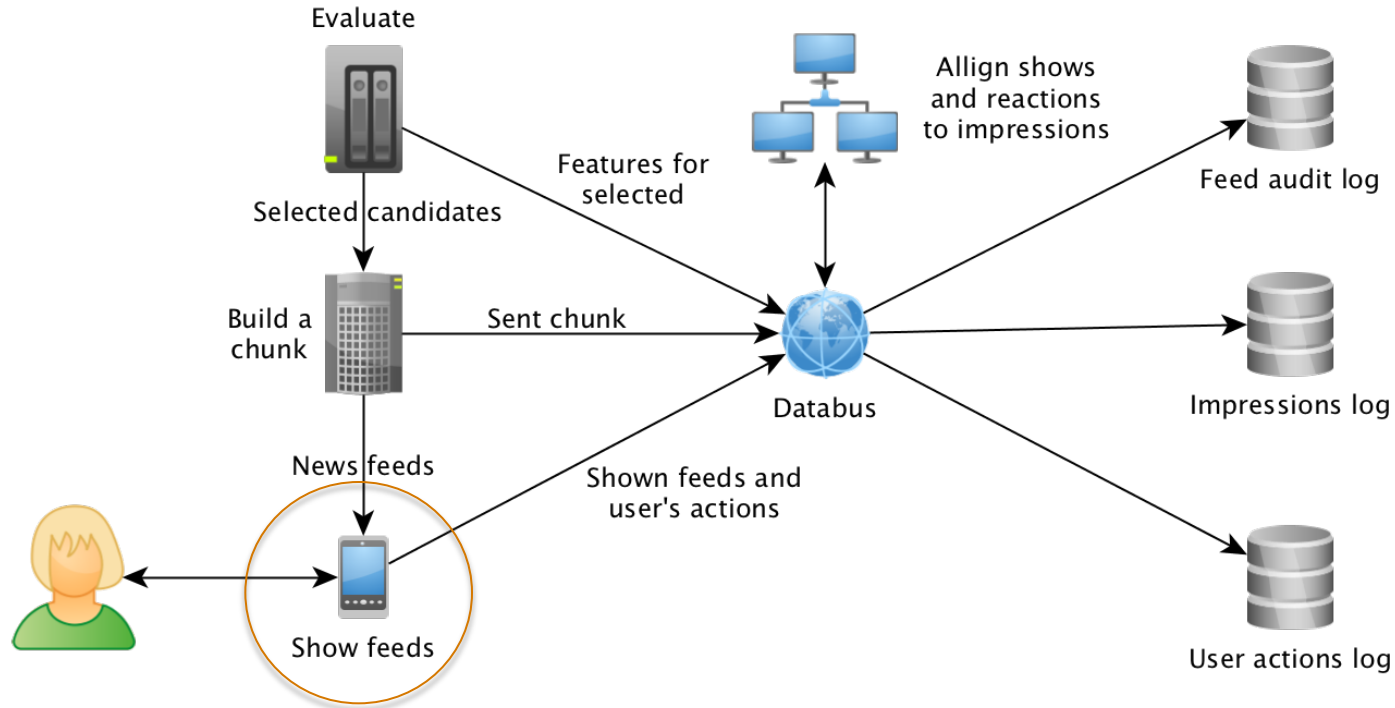 Evaluate
Allign shows
and reactions
to impressions
Features for
selected
Feed audit log
Selected candidates
Build a
chunk
Sent chunk
Databus
Impressions log
News feeds
Shown feeds and
user's actions
Show feeds
User actions log